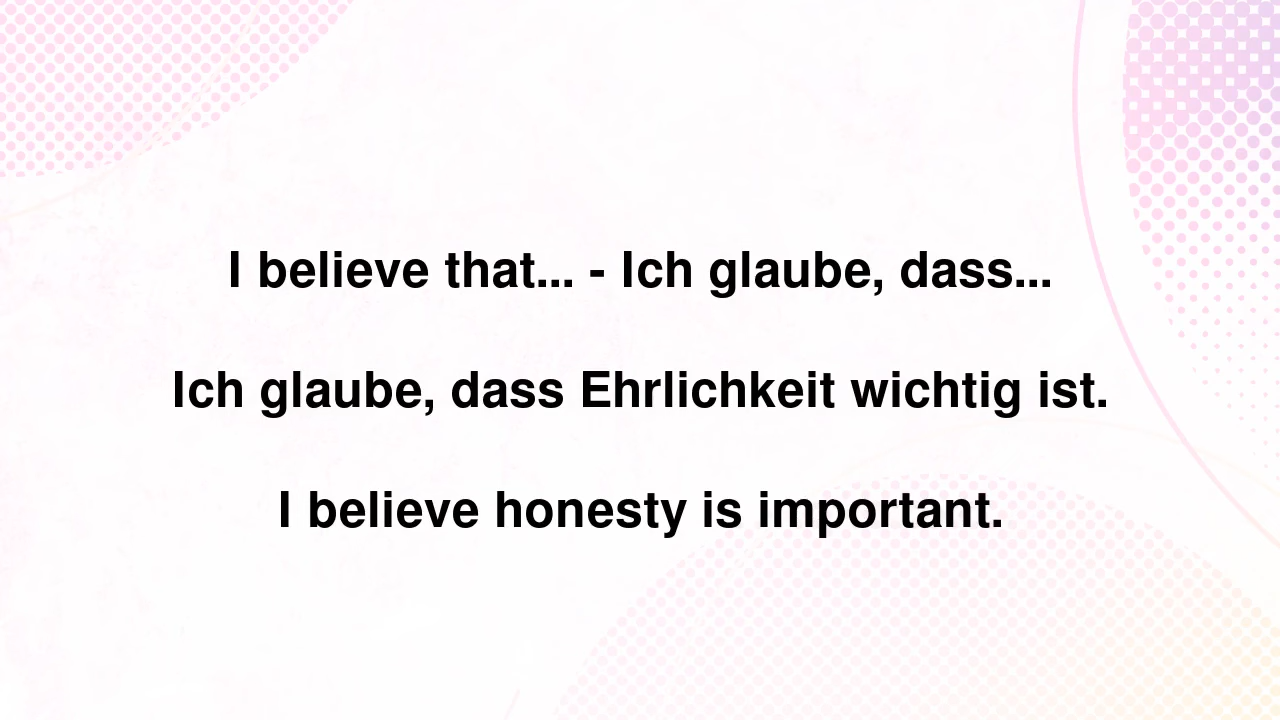 I believe that... - Ich glaube, dass...
Ich glaube, dass Ehrlichkeit wichtig ist.
I believe honesty is important.